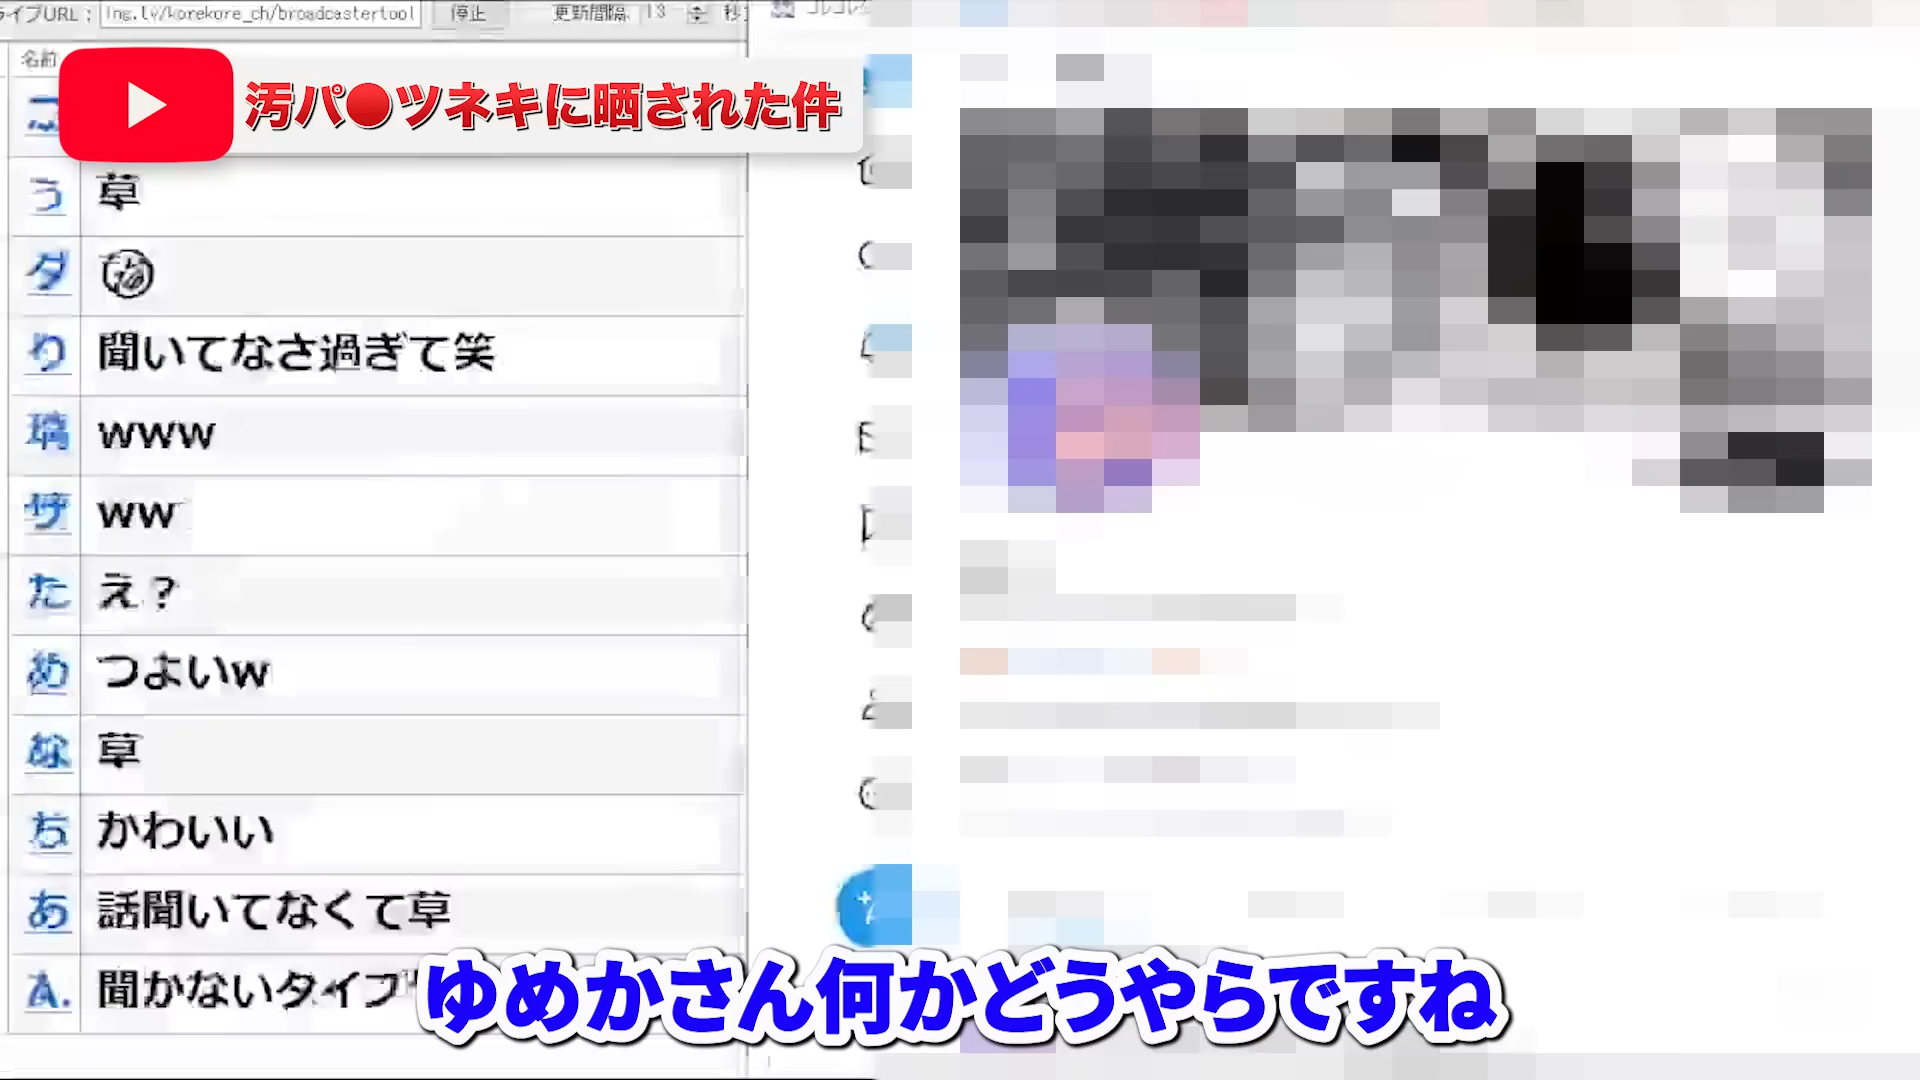 イブURL： ing.ly/korekore_ch/broadcastertool 停止 更新間隔 13 秒
名前
汚パ●ツネキに晒された件
う 草
ダ
り 聞いてなさ過ぎて笑
璃 www
ザ ww
た え？
め つよいw
な 草
ち かわいい
あ 話聞いてなくて草
A. 聞かないタイプ
ゆめかさん何かどうやらですね